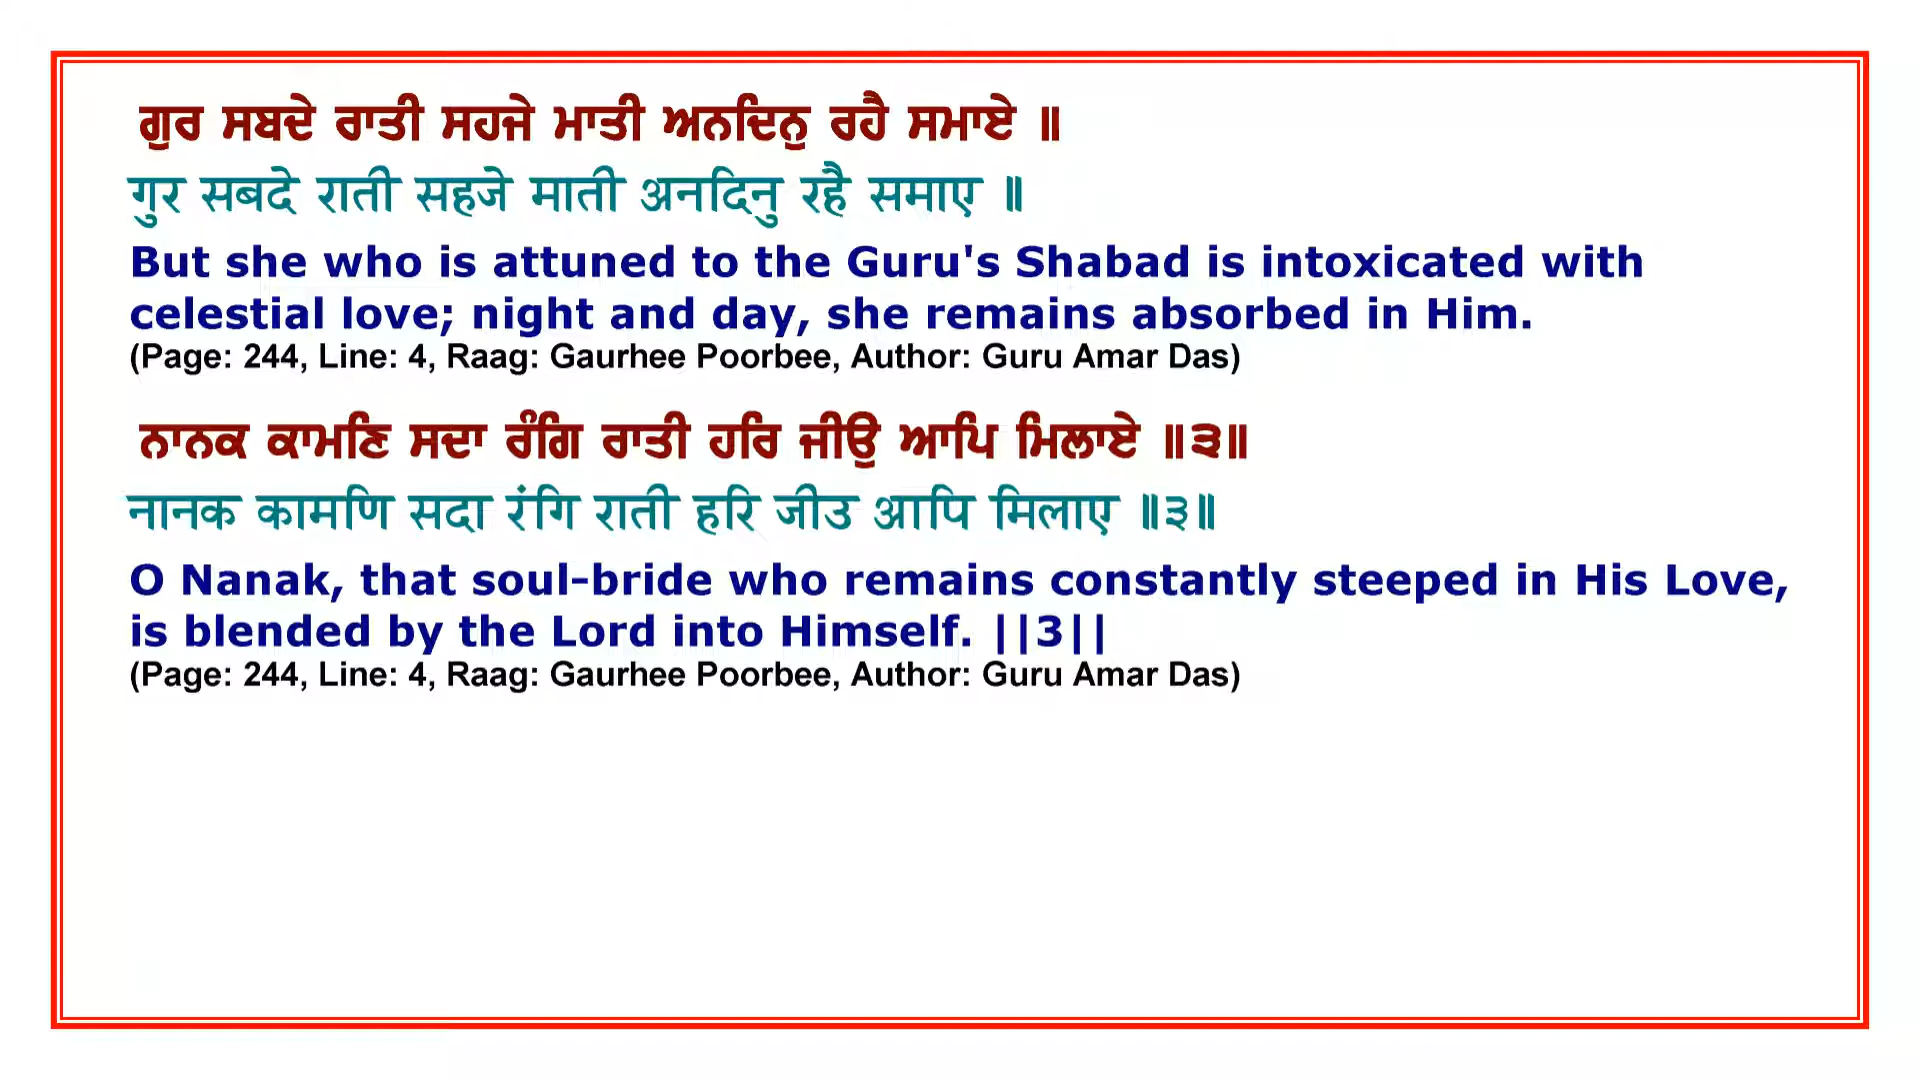 ਗੁਰ ਸਬਦੇ ਰਾਤੀ ਸਹਜੇ ਮਾਤੀ ਅਨਦਿਨੁ ਰਹੈ ਸਮਾਏ ॥
गुर सबदे राती सहजे माती अनदिनु रहै समाए ॥
But she who is attuned to the Guru's Shabad is intoxicated with
celestial love; night and day, she remains absorbed in Him.
(Page: 244, Line: 4, Raag: Gaurhee Poorbee, Author: Guru Amar Das)
ਨਾਨਕ ਕਾਮਣਿ ਸਦਾ ਰੰਗਿ ਰਾਤੀ ਹਰਿ ਜੀਉ ਆਪਿ ਮਿਲਾਏ ॥੩॥
नानक कामणि सदा रंगि राती हरि जीउ आपि मिलाए ॥३॥
O Nanak, that soul-bride who remains constantly steeped in His Love,
is blended by the Lord into Himself. ||3||
(Page: 244, Line: 4, Raag: Gaurhee Poorbee, Author: Guru Amar Das)